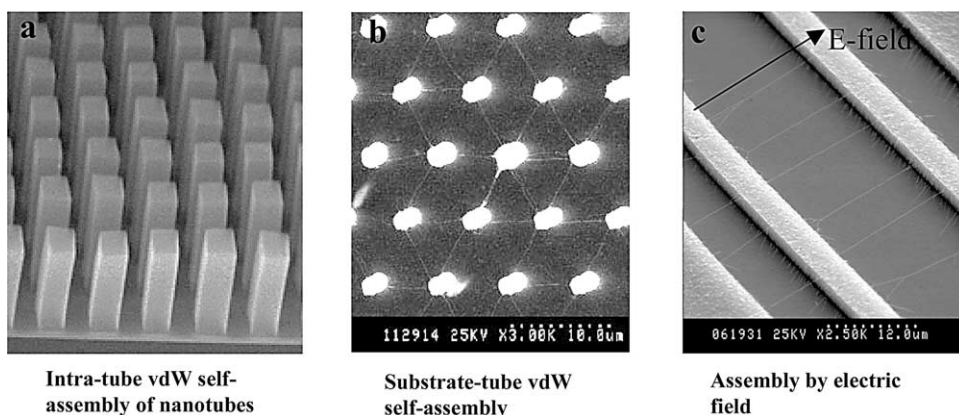 a
b
c
E-field
112914 25KV X3.00K 10.0um
061931 25KV X2.50K 12.0um
Intra-tube vdW self-
assembly of nanotubes
Substrate-tube vdW
self-assembly
Assembly by electric
field